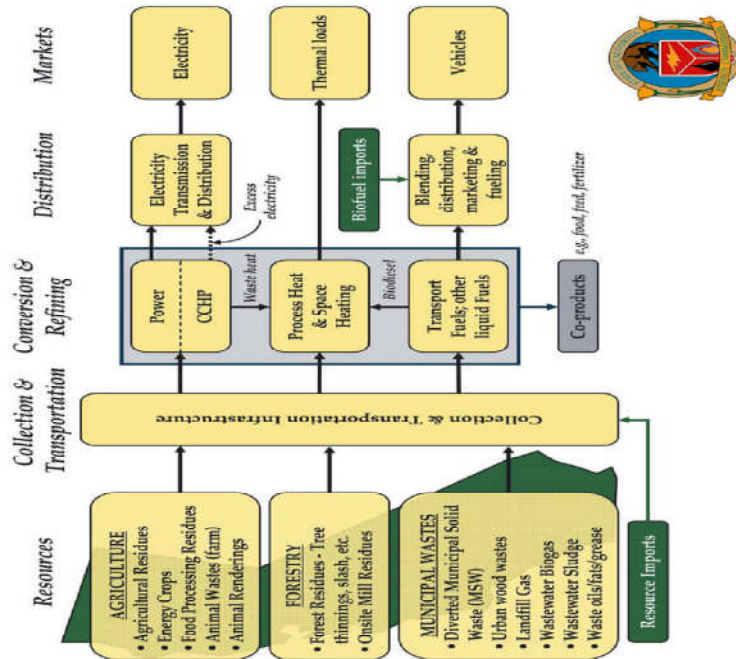 Resources
Collection &
Transportation
Conversion &
Refining
Distribution
Markets
AGRICULTURE
• Agricultural Residues
• Energy Crops
• Food Processing Residues
• Animal Wastes (farm)
• Animal Renderings
FORESTRY
• Forest Residues - Tree
thinnings, slash, etc.
• Onsite Mill Residues
MUNICIPAL WASTES
• Diverted Municipal Solid
Waste (MSW)
• Urban wood wastes
• Landfill Gas
• Wastewater Biogas
• Wastewater Sludge
• Waste oils/fats/grease
Resource Imports
Collection & Transportation Infrastructure
Power
CCHP
Waste heat
Process Heat
& Space
Heating
Biodiesel
Transport
Fuels; other
liquid Fuels
Co-products
e.g., food, feed, fertilizer
Electricity
Transmission
& Distribution
Excess
electricity
Biofuel imports
Blending,
distribution,
marketing &
fueling
Electricity
Thermal loads
Vehicles